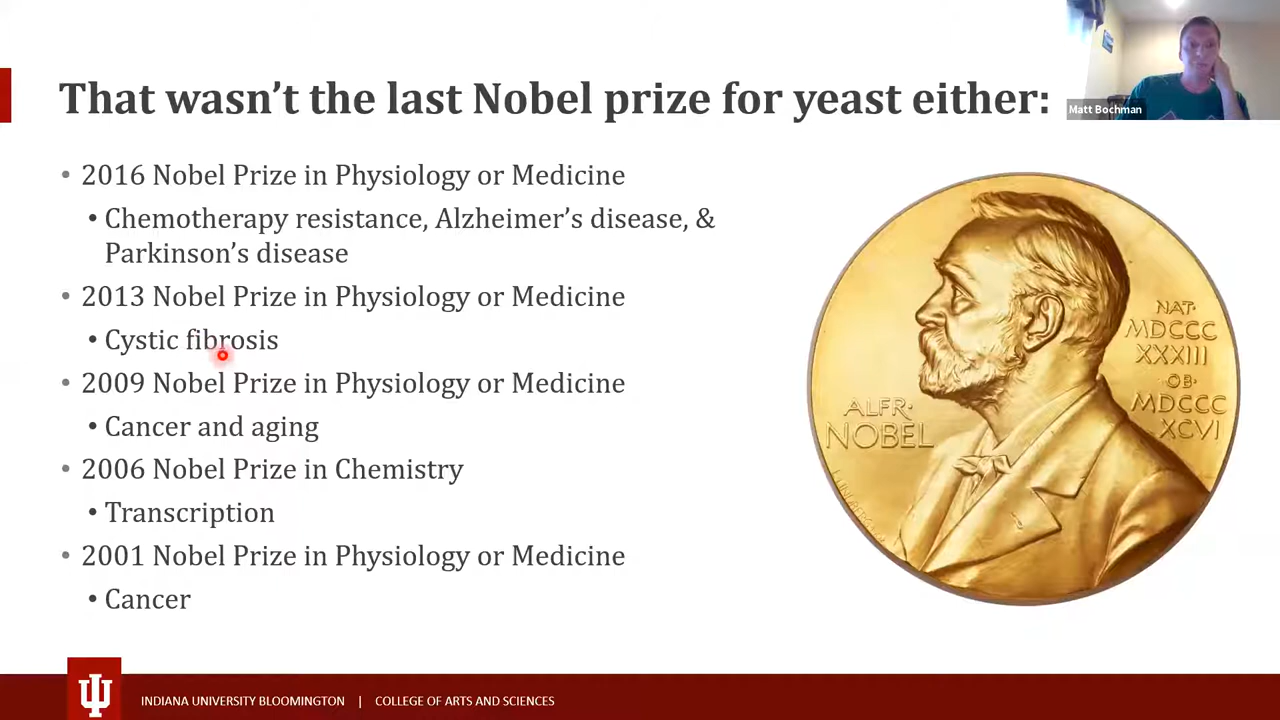 That wasn’t the last Nobel prize for yeast either:
Matt Bochman
• 2016 Nobel Prize in Physiology or Medicine
• Chemotherapy resistance, Alzheimer’s disease, &
Parkinson’s disease
• 2013 Nobel Prize in Physiology or Medicine
• Cystic fibrosis
• 2009 Nobel Prize in Physiology or Medicine
• Cancer and aging
• 2006 Nobel Prize in Chemistry
• Transcription
• 2001 Nobel Prize in Physiology or Medicine
• Cancer
ALFR·
NOBEL
NAT·
MDCCC
XXXIII
OB·
MDCCC
XCVI
INDIANA UNIVERSITY BLOOMINGTON | COLLEGE OF ARTS AND SCIENCES